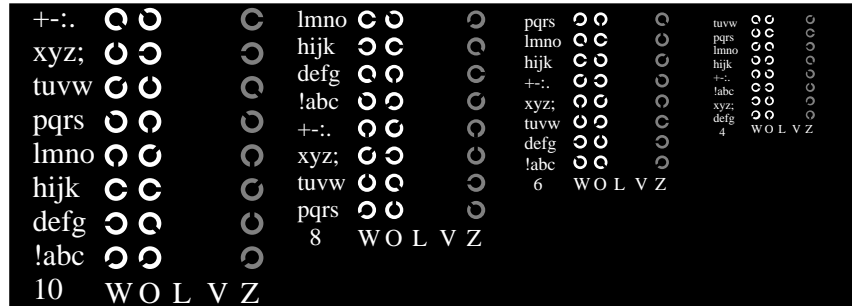 +-:.
xyz;
tuvw
pqrs
lmno
hijk
defg
!abc
10 W O L V Z
lmno
hijk
defg
!abc
+-:.
xyz;
tuvw
pqrs
8 W O L V Z
pqrs
lmno
hijk
+-:.
xyz;
tuvw
defg
!abc
6 W O L V Z
tuvw
pqrs
lmno
hijk
+-:.
!abc
xyz;
defg
4 W O L V Z